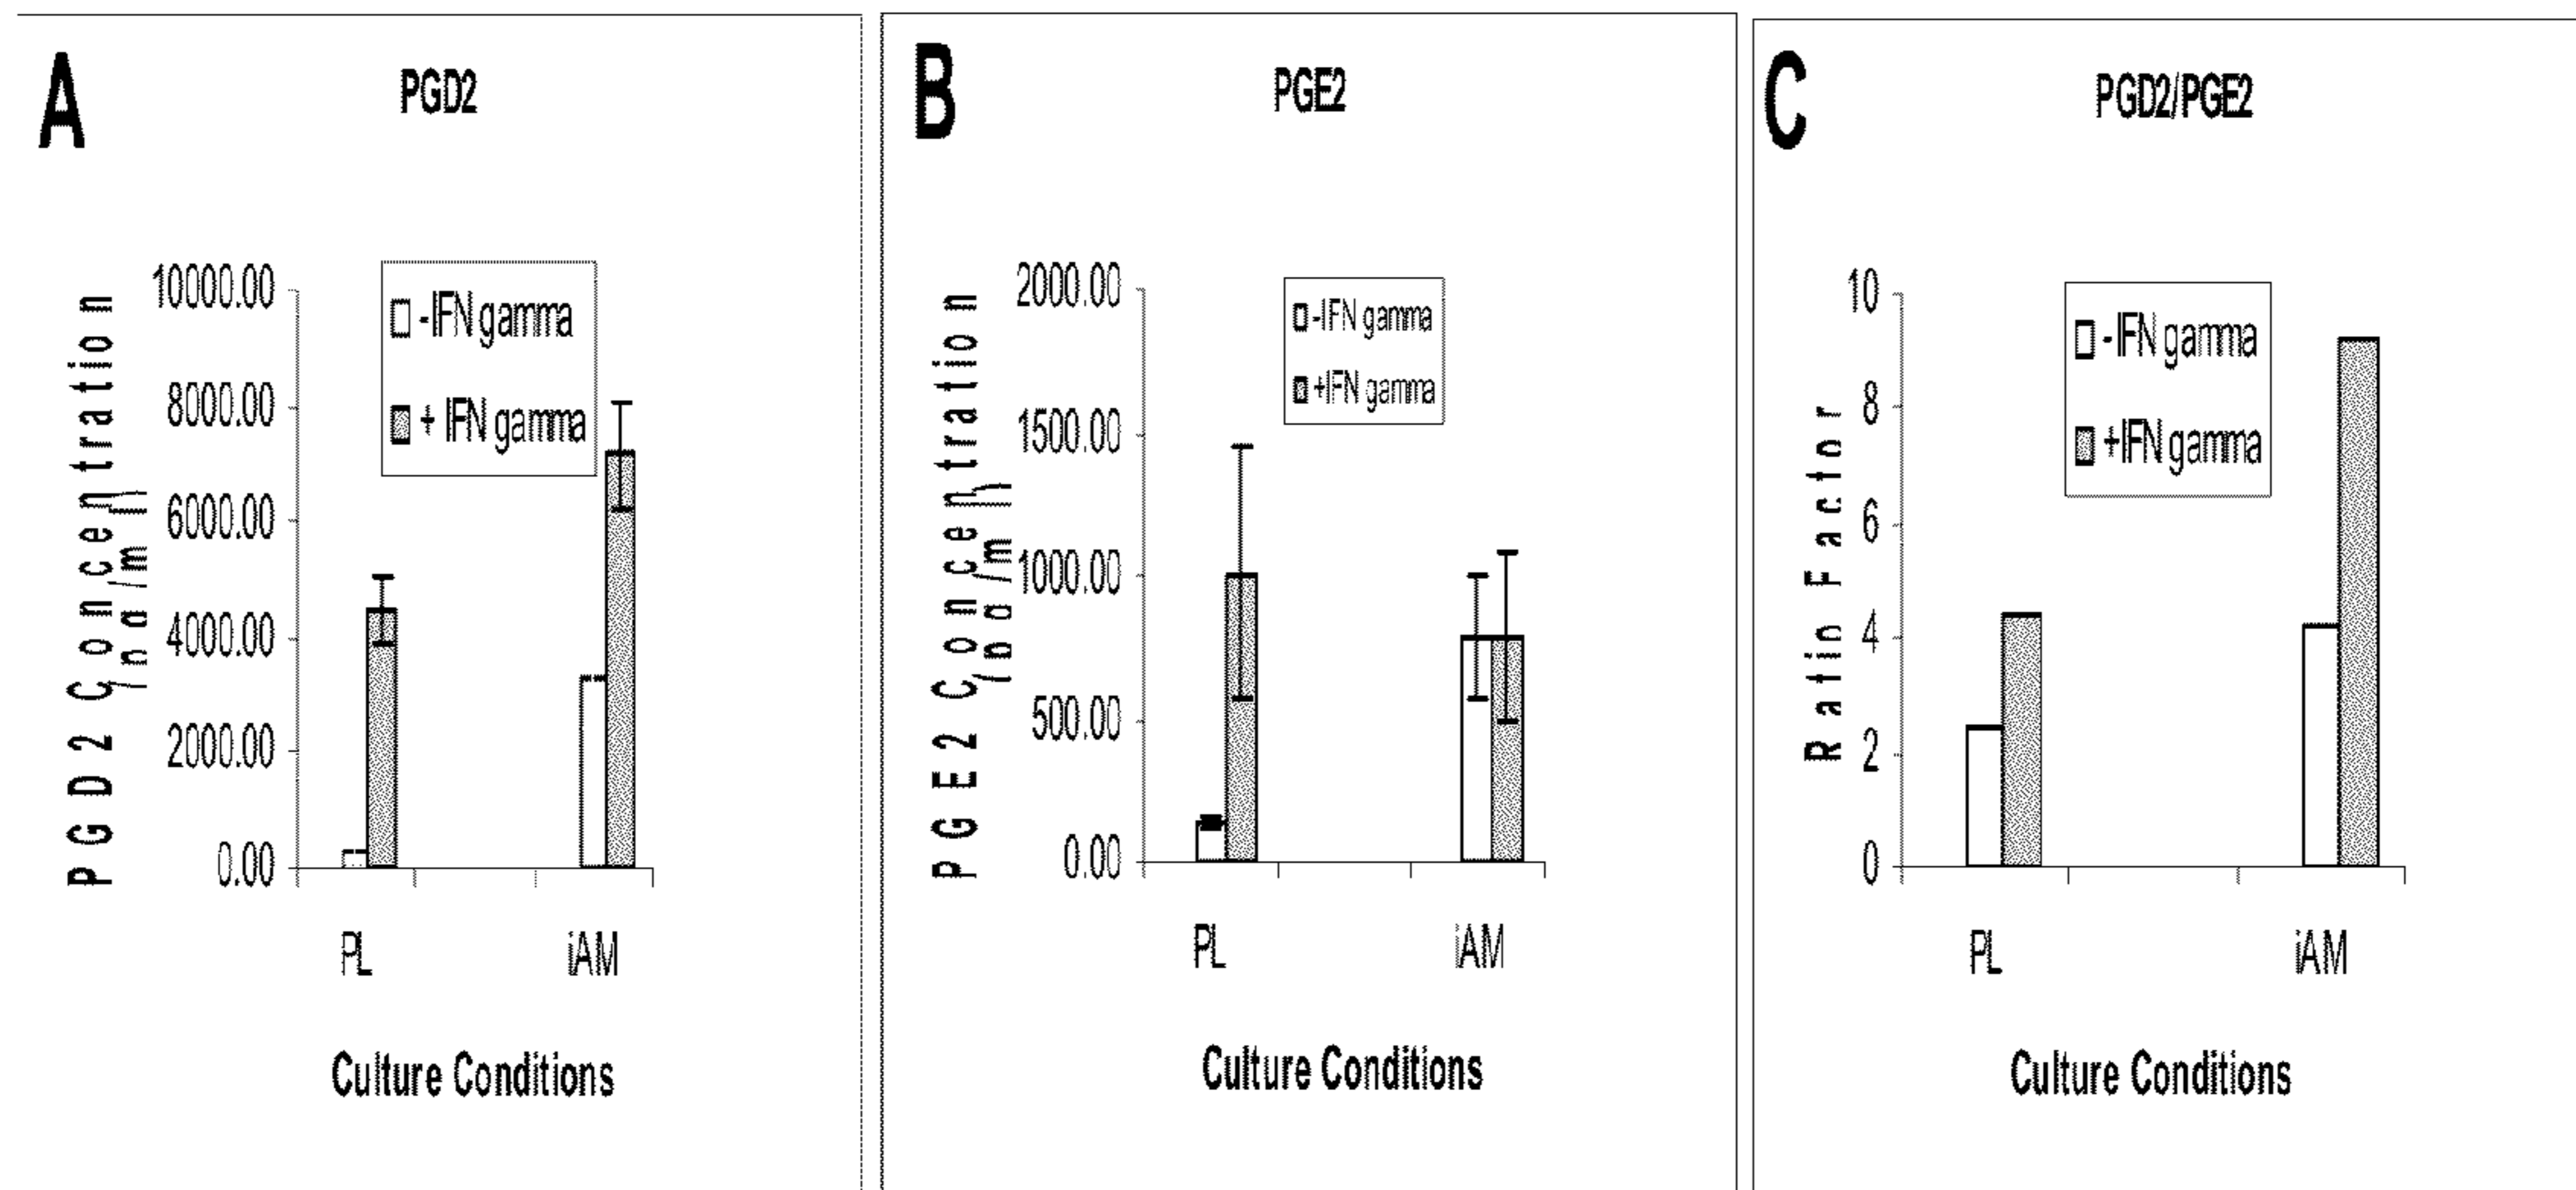 A
PGD2
10000.00
8000.00
6000.00
4000.00
2000.00
0.00
PGD2 Concentration
-IFN gamma
+ IFN gamma
PL
iAM
Culture Conditions
B
PGE2
2000.00
1500.00
1000.00
500.00
0.00
PGE2 Concentration
-IFN gamma
+IFN gamma
PL
iAM
Culture Conditions
C
PGD2/PGE2
10
8
6
4
2
0
Ratio Factor
-IFN gamma
+IFN gamma
PL
iAM
Culture Conditions